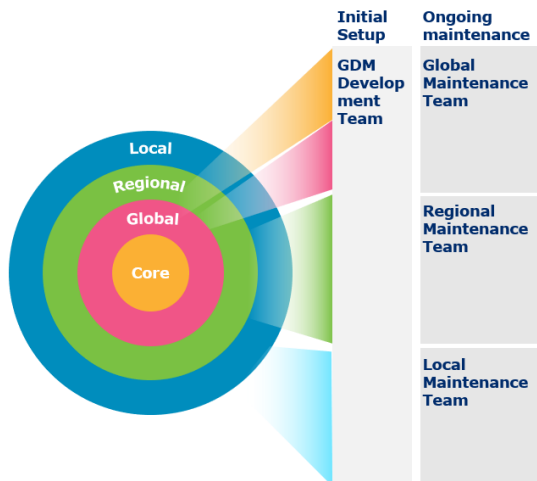 Initial
Setup
Ongoing
maintenance
GDM
Develop
ment
Team
Global
Maintenance
Team
Local
Regional
Global
Core
Regional
Maintenance
Team
Local
Maintenance
Team